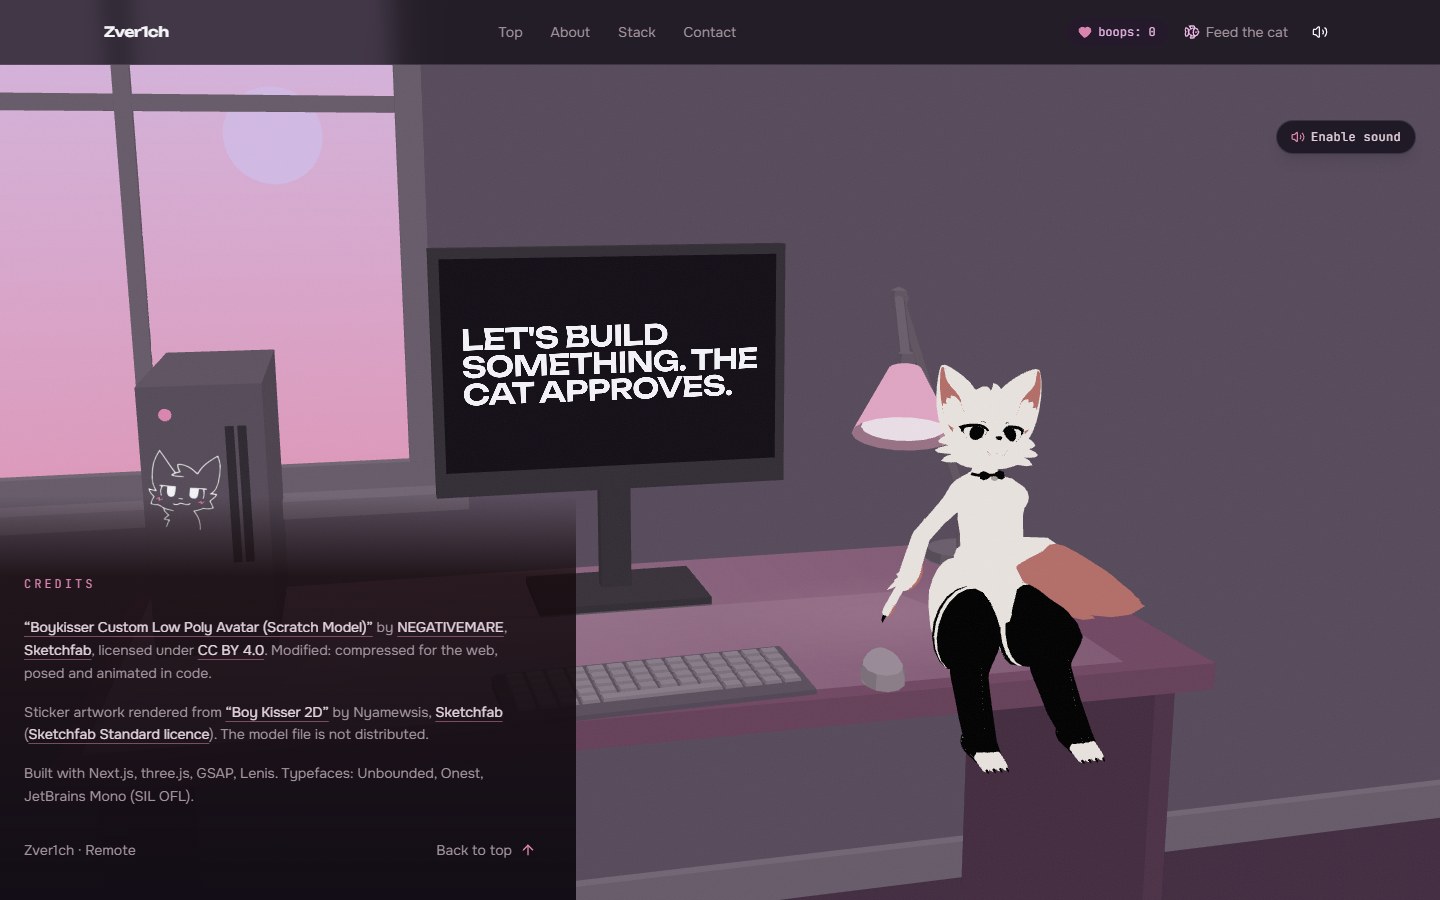 Zver1ch
Top
About
Stack
Contact
boops: 0
Feed the cat
Enable sound
LET'S BUILD
SOMETHING. THE
CAT APPROVES.
CREDITS
“Boykisser Custom Low Poly Avatar (Scratch Model)” by NEGATIVEMARE,
Sketchfab, licensed under CC BY 4.0. Modified: compressed for the web,
posed and animated in code.
Sticker artwork rendered from “Boy Kisser 2D” by Nyamewsis, Sketchfab
(Sketchfab Standard licence). The model file is not distributed.
Built with Next.js, three.js, GSAP, Lenis. Typefaces: Unbounded, Onest,
JetBrains Mono (SIL OFL).
Zver1ch · Remote
Back to top